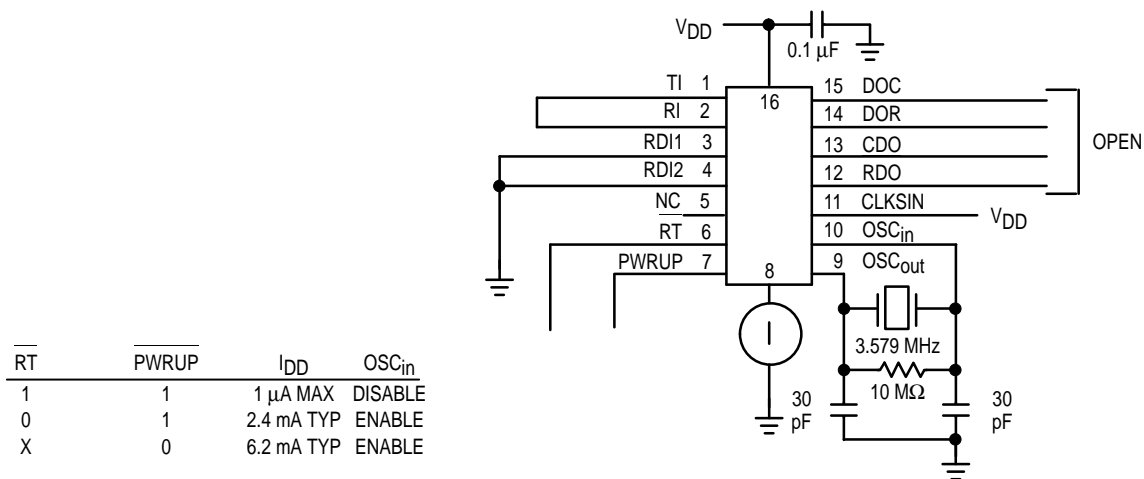 VDD
0.1 μF
TI 1
RI 2
RDI1 3
RDI2 4
NC 5
RT 6
PWRUP 7
16
8
15 DOC
14 DOR
13 CDO
12 RDO
11 CLKSIN
10 OSCin
9 OSCout
OPEN
VDD
I
3.579 MHz
10 MΩ
30 pF
30 pF
RT PWRUP IDD OSCin
1 1 1 μA MAX DISABLE
0 1 2.4 mA TYP ENABLE
X 0 6.2 mA TYP ENABLE